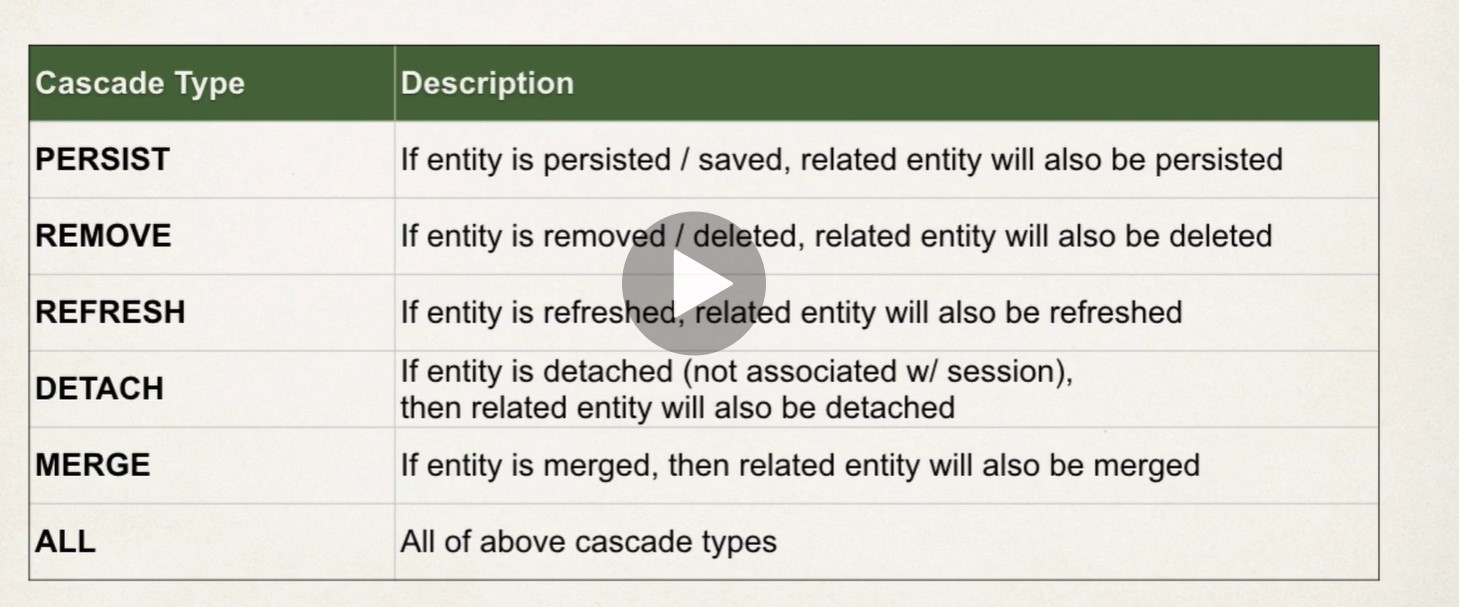 Cascade Type Description
PERSIST If entity is persisted / saved, related entity will also be persisted
REMOVE If entity is removed / deleted, related entity will also be deleted
REFRESH If entity is refreshed, related entity will also be refreshed
DETACH If entity is detached (not associated w/ session),
then related entity will also be detached
MERGE If entity is merged, then related entity will also be merged
ALL All of above cascade types